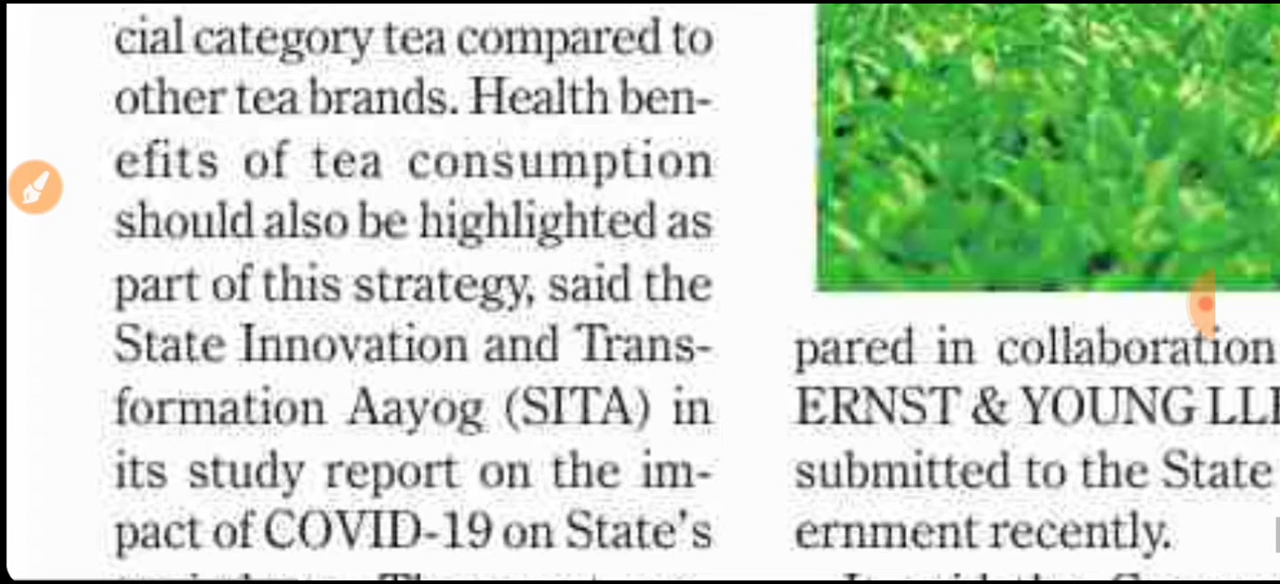 cial category tea compared to
other tea brands. Health ben-
efits of tea consumption
should also be highlighted as
part of this strategy, said the
State Innovation and Trans-
formation Aayog (SITA) in
its study report on the im-
pact of COVID-19 on State's
pared in collaboration
ERNST & YOUNG LL
submitted to the State
ernment recently.